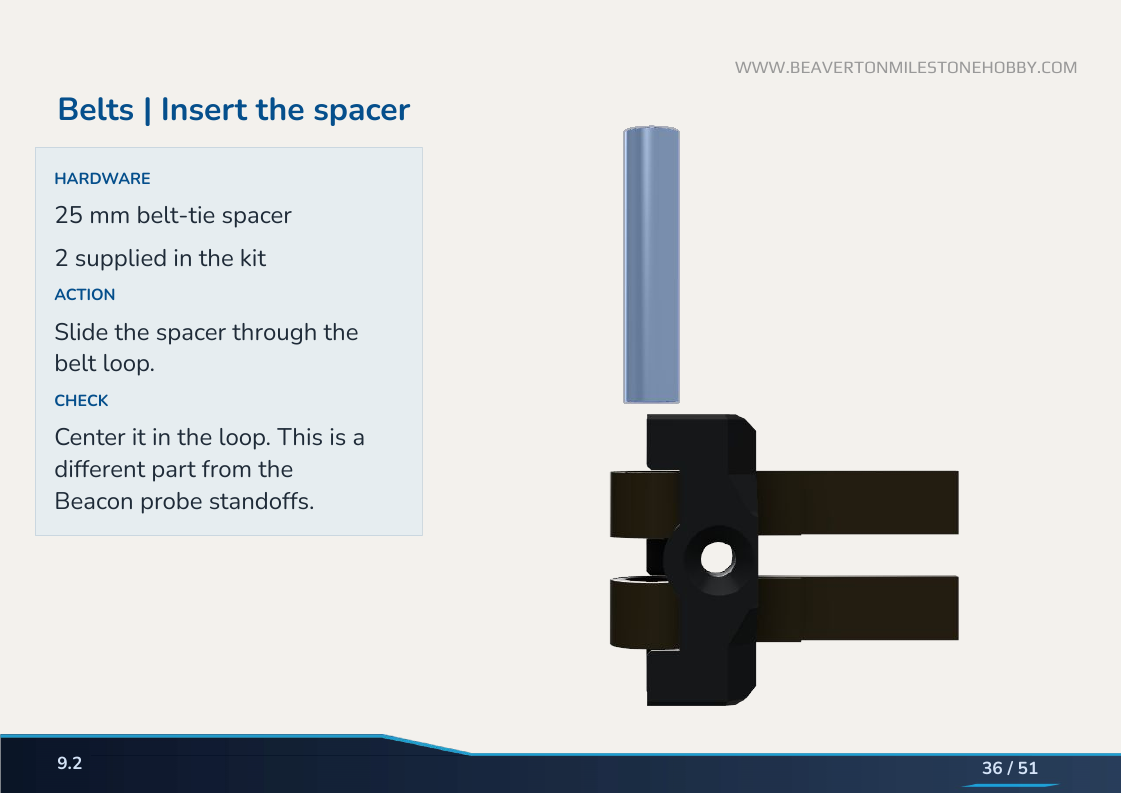 WWW.BEAVERTONMILESTONEHOBBY.COM
Belts | Insert the spacer
HARDWARE
25 mm belt-tie spacer
2 supplied in the kit
ACTION
Slide the spacer through the
belt loop.
CHECK
Center it in the loop. This is a
different part from the
Beacon probe standoffs.
9.2
36 / 51